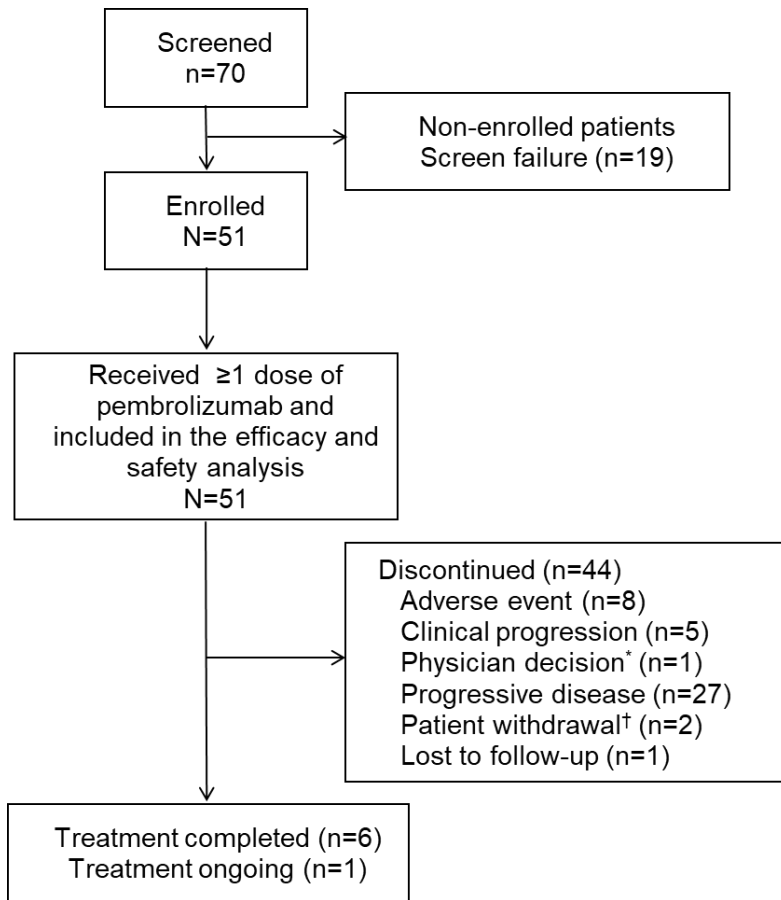 Screened
n=70
Non-enrolled patients
Screen failure (n=19)
Enrolled
N=51
Received ≥1 dose of
pembrolizumab and
included in the efficacy and
safety analysis
N=51
Discontinued (n=44)
Adverse event (n=8)
Clinical progression (n=5)
Physician decision* (n=1)
Progressive disease (n=27)
Patient withdrawal† (n=2)
Lost to follow-up (n=1)
Treatment completed (n=6)
Treatment ongoing (n=1)